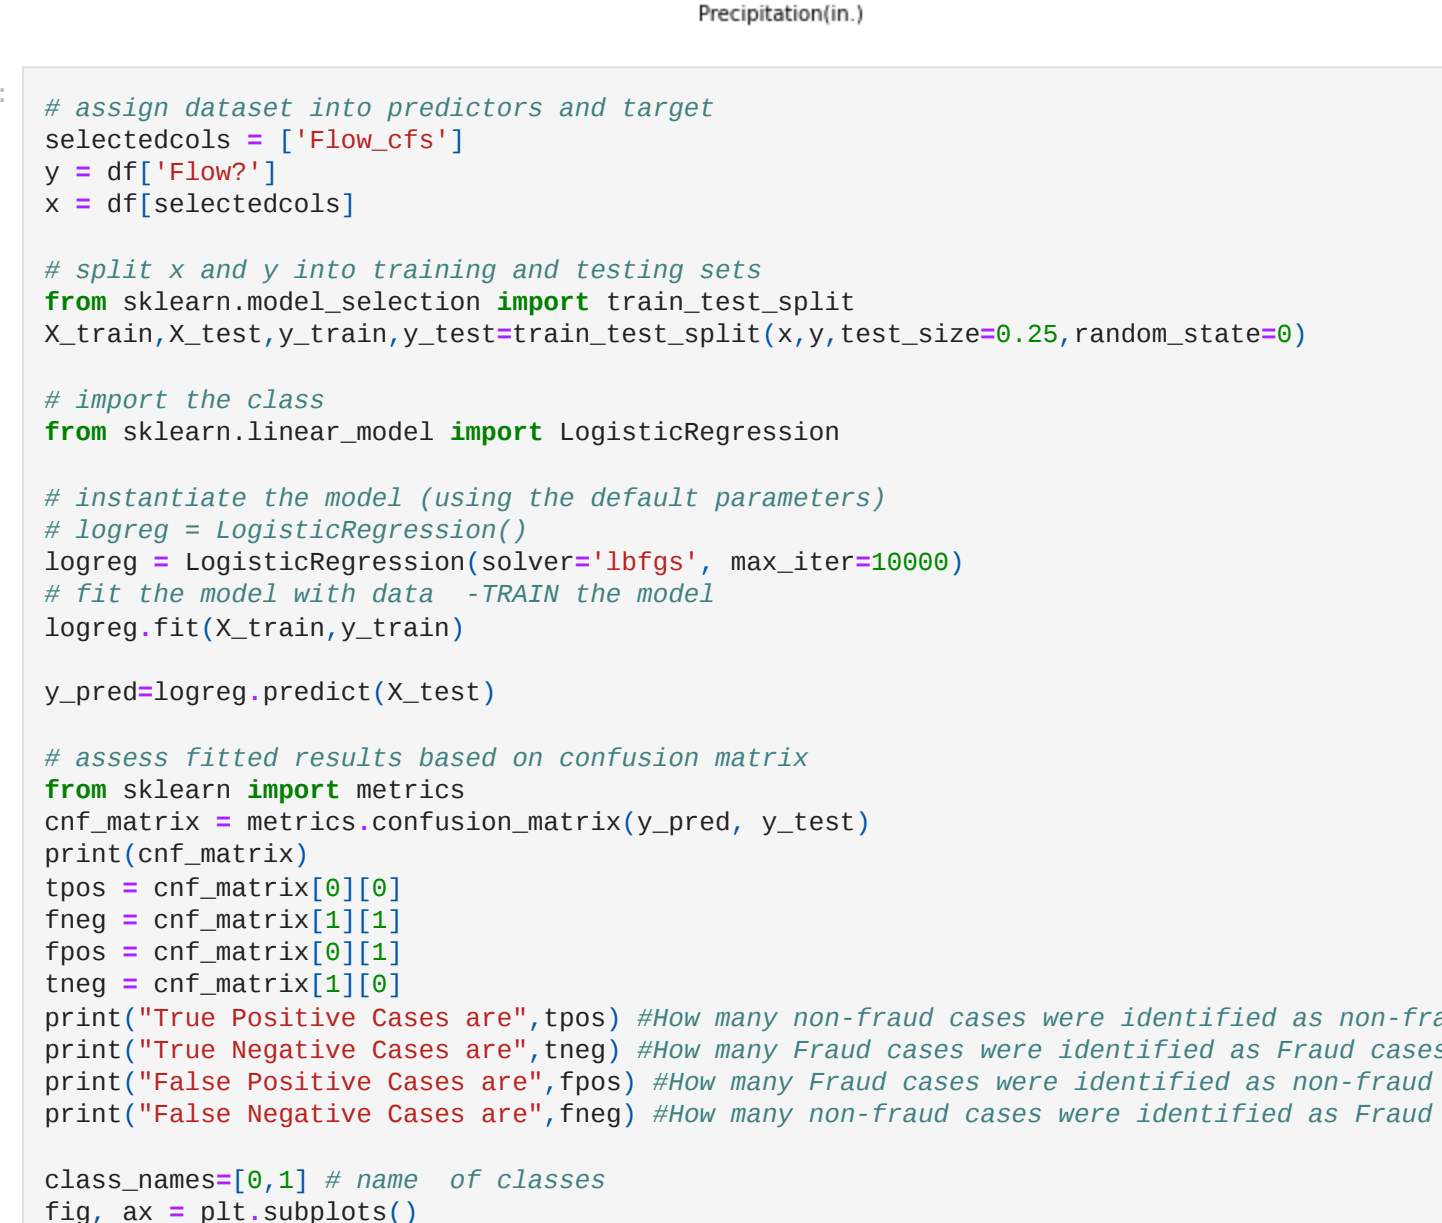 Precipitation(in.)
:
# assign dataset into predictors and target
selectedcols = ['Flow_cfs']
y = df['Flow?']
x = df[selectedcols]
# split x and y into training and testing sets
from sklearn.model_selection import train_test_split
X_train,X_test,y_train,y_test=train_test_split(x,y,test_size=0.25,random_state=0)
# import the class
from sklearn.linear_model import LogisticRegression
# instantiate the model (using the default parameters)
# logreg = LogisticRegression()
logreg = LogisticRegression(solver='lbfgs', max_iter=10000)
# fit the model with data  -TRAIN the model
logreg.fit(X_train,y_train)
y_pred=logreg.predict(X_test)
# assess fitted results based on confusion matrix
from sklearn import metrics
cnf_matrix = metrics.confusion_matrix(y_pred, y_test)
print(cnf_matrix)
tpos = cnf_matrix[0][0]
fneg = cnf_matrix[1][1]
fpos = cnf_matrix[0][1]
tneg = cnf_matrix[1][0]
print("True Positive Cases are",tpos) #How many non-fraud cases were identified as non-fra
print("True Negative Cases are",tneg) #How many Fraud cases were identified as Fraud cases
print("False Positive Cases are",fpos) #How many Fraud cases were identified as non-fraud
print("False Negative Cases are",fneg) #How many non-fraud cases were identified as Fraud
class_names=[0,1] # name  of classes
fig, ax = plt.subplots()